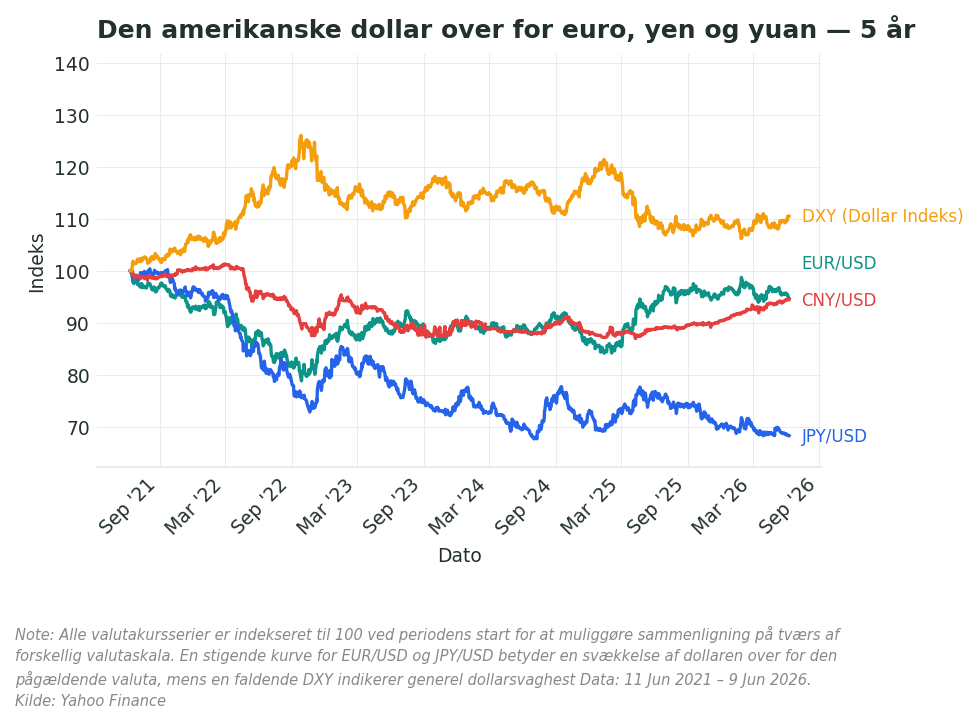 Den amerikanske dollar over for euro, yen og yuan — 5 år
140
130
120
110
100
90
80
70
Indeks
DXY (Dollar Indeks)
EUR/USD
CNY/USD
JPY/USD
Sep '21
Mar '22
Sep '22
Mar '23
Sep '23
Mar '24
Sep '24
Mar '25
Sep '25
Mar '26
Sep '26
Dato
Note: Alle valutakursserier er indekseret til 100 ved periodens start for at muliggøre sammenligning på tværs af
forskellig valutaskala. En stigende kurve for EUR/USD og JPY/USD betyder en svækkelse af dollaren over for den
pågældende valuta, mens en faldende DXY indikerer generel dollarsvaghest Data: 11 Jun 2021 – 9 Jun 2026.
Kilde: Yahoo Finance